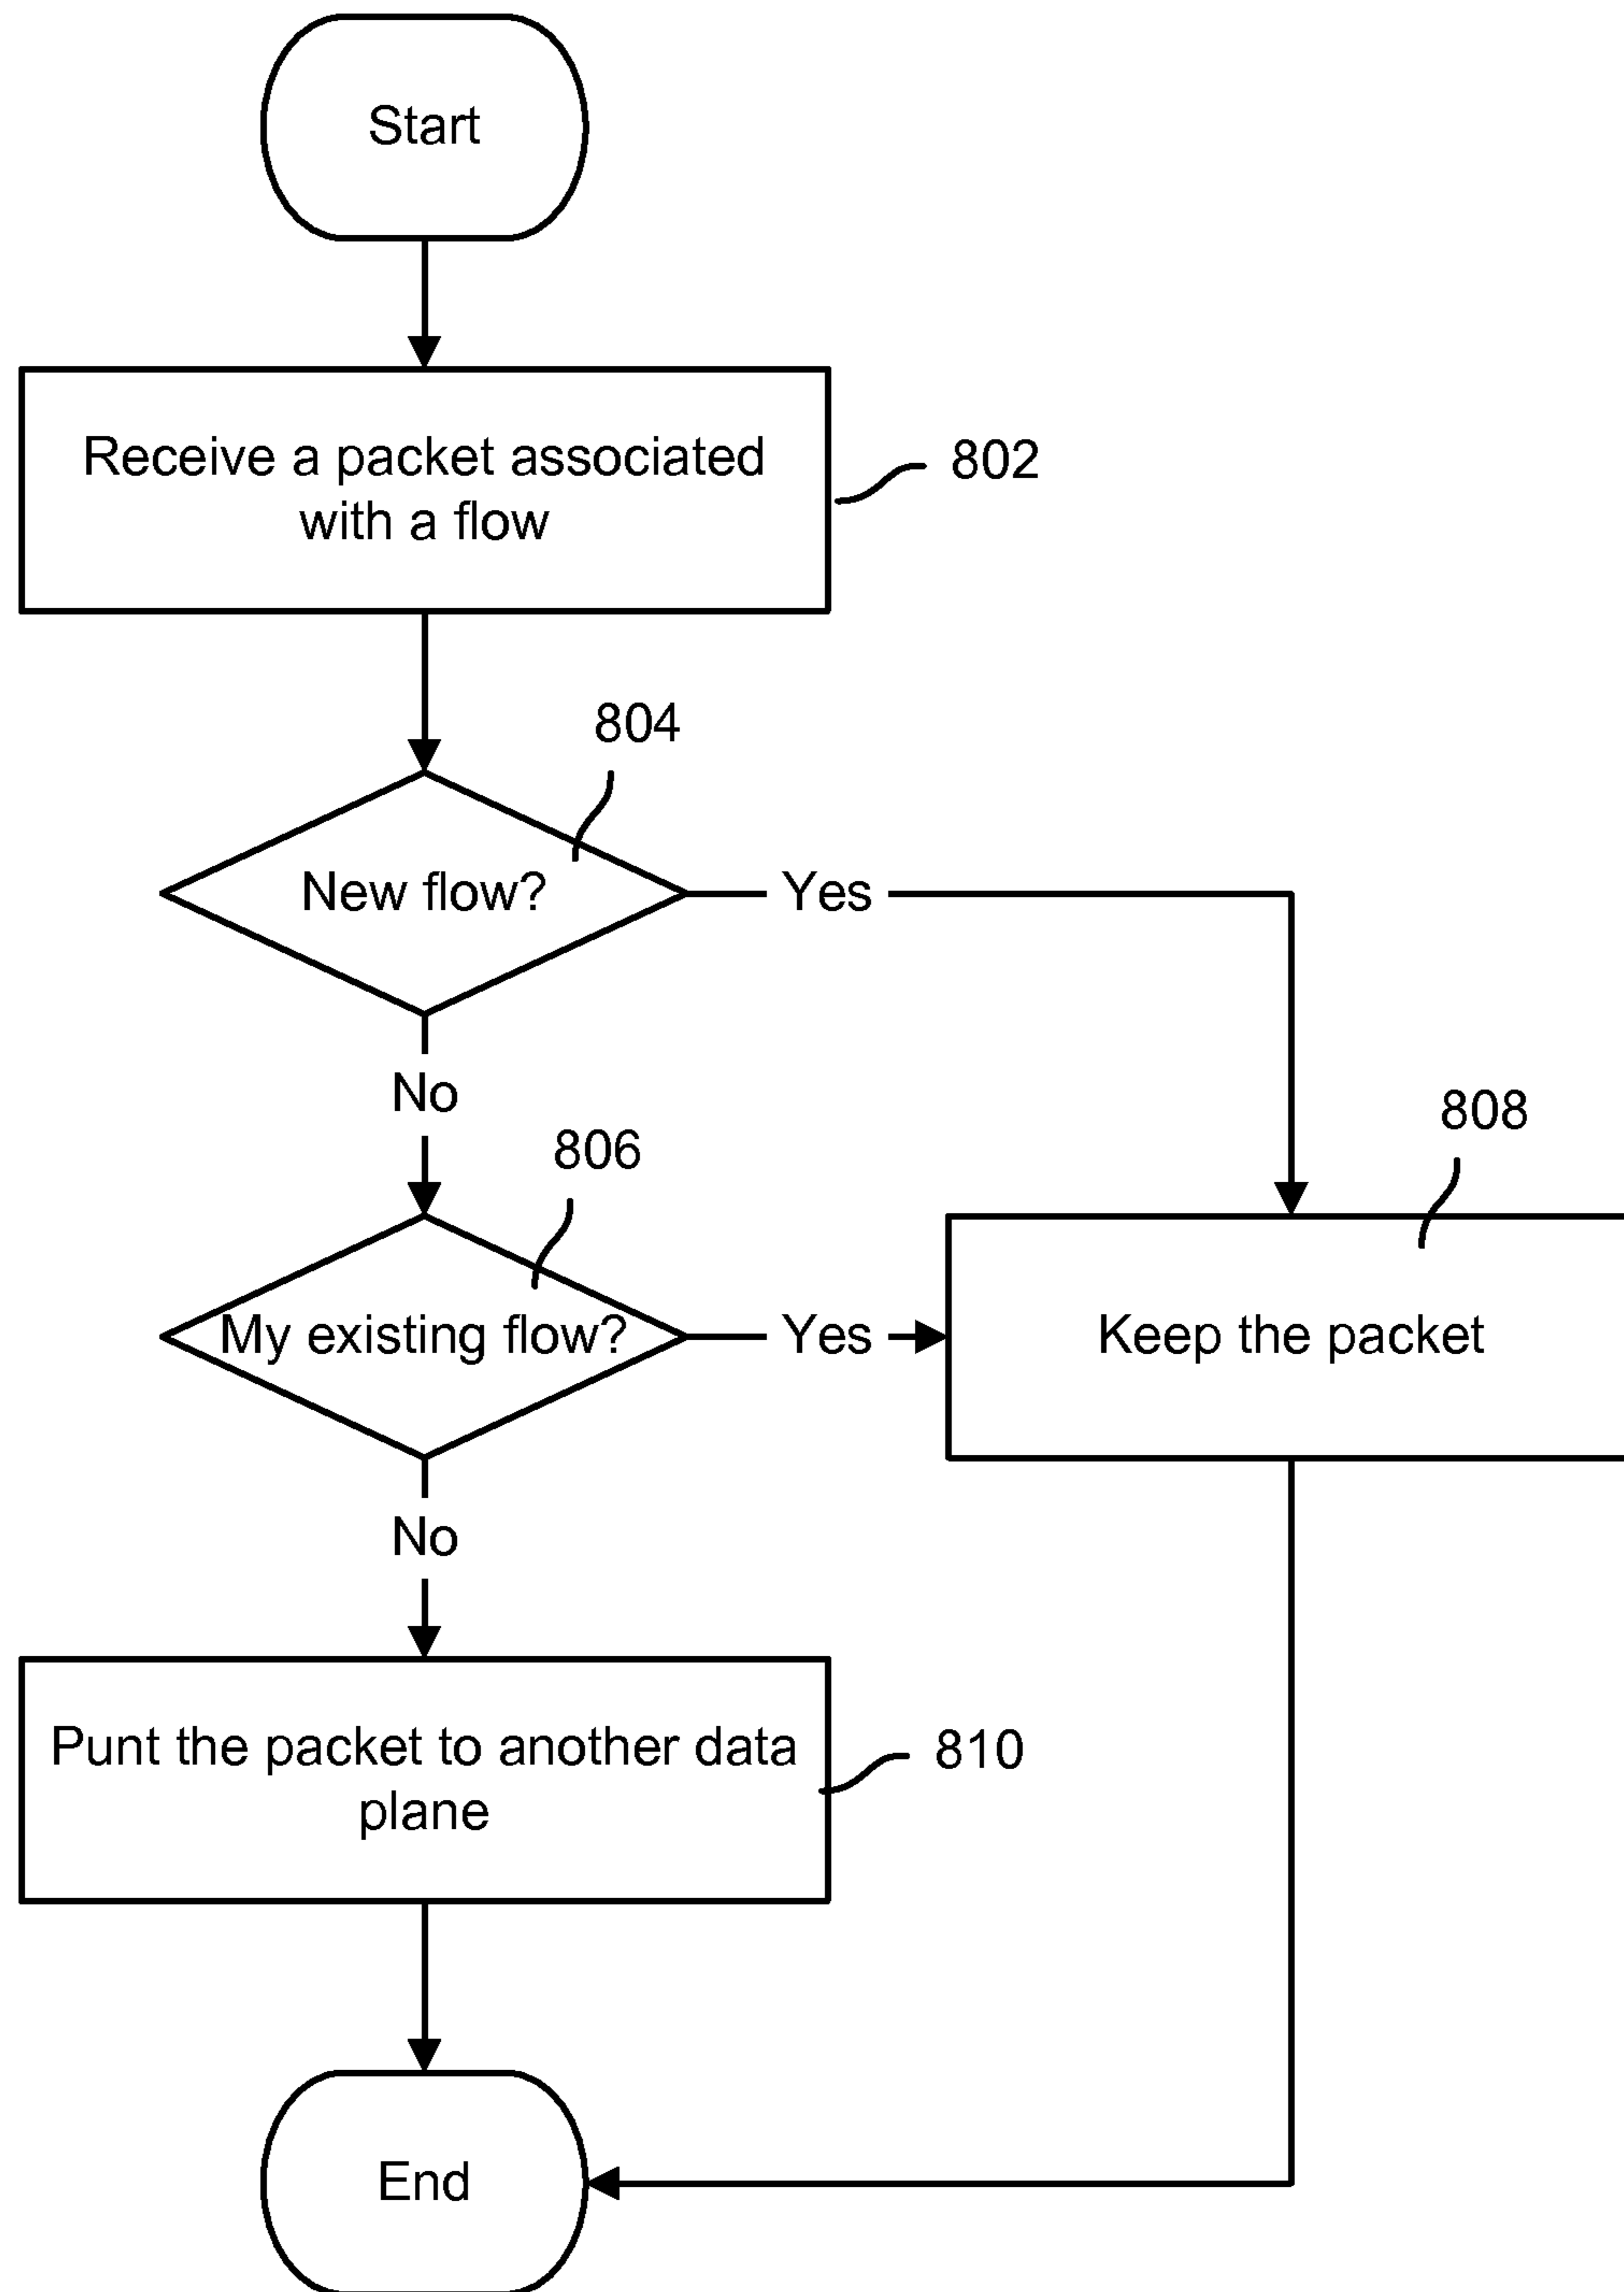 Start
Receive a packet associated
with a flow
802
804
New flow?
Yes
No
806
808
My existing flow?
Yes
Keep the packet
No
Punt the packet to another data
plane
810
End